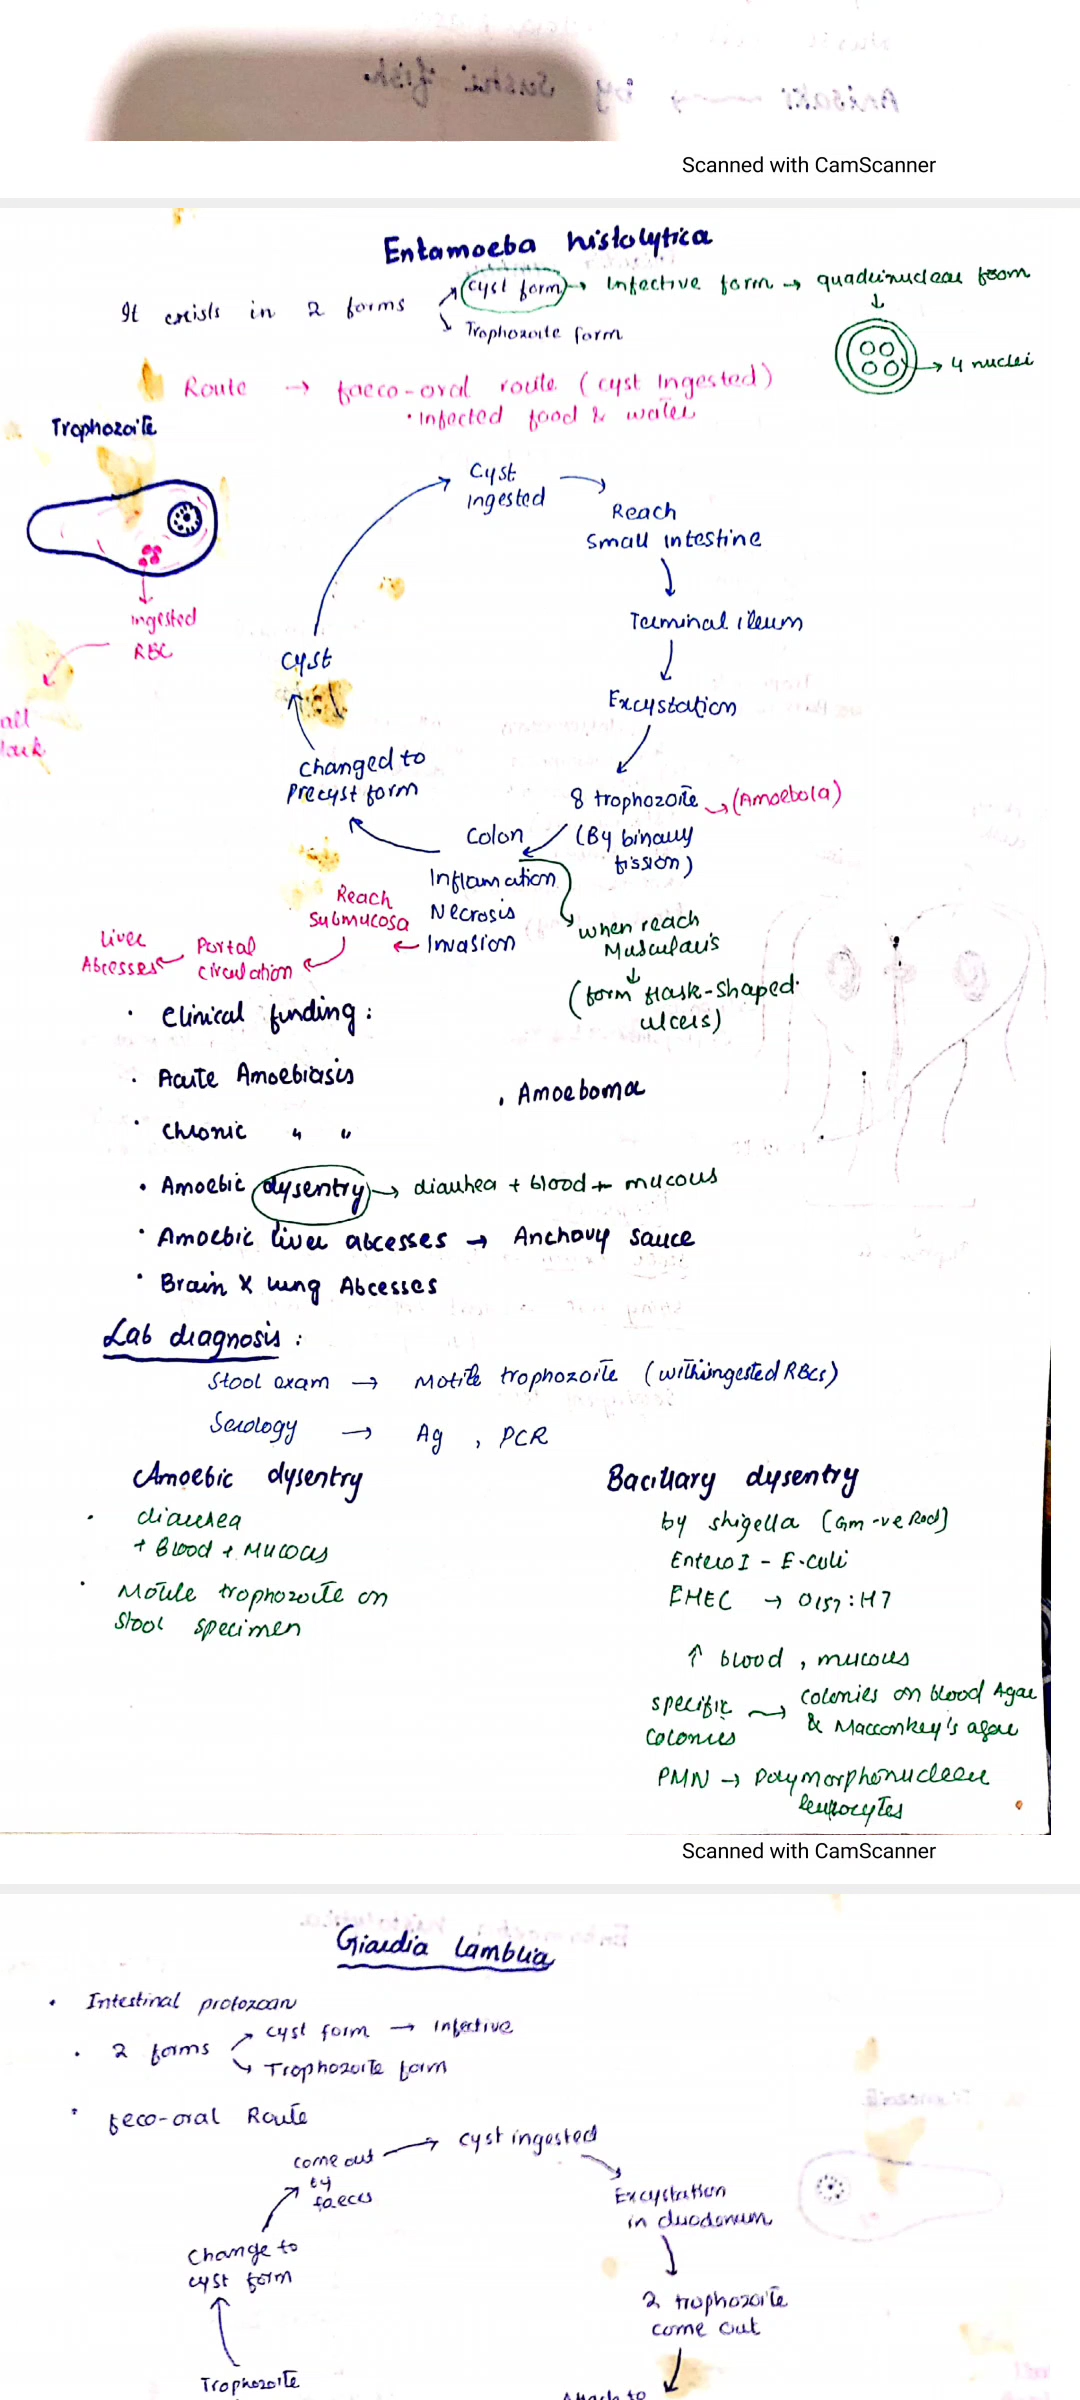 Scanned with CamScanner
Entamoeba histolytica
It exists in 2 forms
Cyst form → Infective form → quadrinuclear form
Trophozoite form
→ 4 nuclei
Route → faeco-oral route (cyst Ingested)
• Infected food & water
Trophozoite
Ingested
RBC
Cyst
Ingested
Reach
Small intestine
Terminal ileum
Excystation
8 trophozoite → (Amoebola)
(By binary
fission)
Colon
Inflamation
Necrosis
Invasion
when reach
Muscularis
(form flask-shaped
ulcers)
Reach
Submucosa
Portal
circulation
Liver
Abcesses
Changed to
Precyst form
Cyst
• Clinical finding:
• Acute Amoebiasis
• Amoeboma
• Chronic " "
• Amoebic dysentry → diarrhea + blood + mucous
• Amoebic liver abcesses → Anchovy sauce
• Brain x lung Abcesses
Lab diagnosis:
Stool exam → Motile trophozoite (with ingested RBCs)
Serology → Ag , PCR
Amoebic dysentry
• diarrhea
+ Blood + Mucous
• Motile trophozoite on
Stool specimen
Bacillary dysentry
by shigella (Gm -ve Rod)
Entero I - E.coli
EHEC → O157:H7
↑ blood , mucous
specific
colonies
→ Colonies on blood Agar
& Macconkey's agar
PMN → Polymorphonuclear
leukocytes
Scanned with CamScanner
Giardia Lamblia
• Intestinal protozoan
• 2 forms
cyst form → infective
Trophozoite form
• feco-oral Route
cyst ingested
Excystation
in duodenum
2 trophozoite
come out
Attach to
Trophozoite
Change to
cyst form
come out
by
faeces